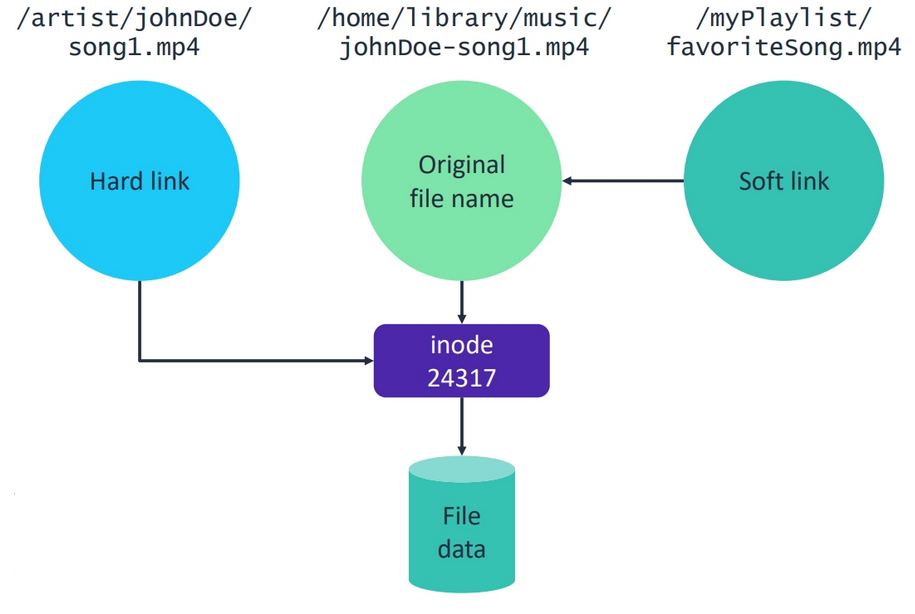 /artist/johnDoe/
song1.mp4
/home/library/music/
johnDoe-song1.mp4
/myPlaylist/
favoriteSong.mp4
Hard link
Original
file name
Soft link
inode
24317
File
data